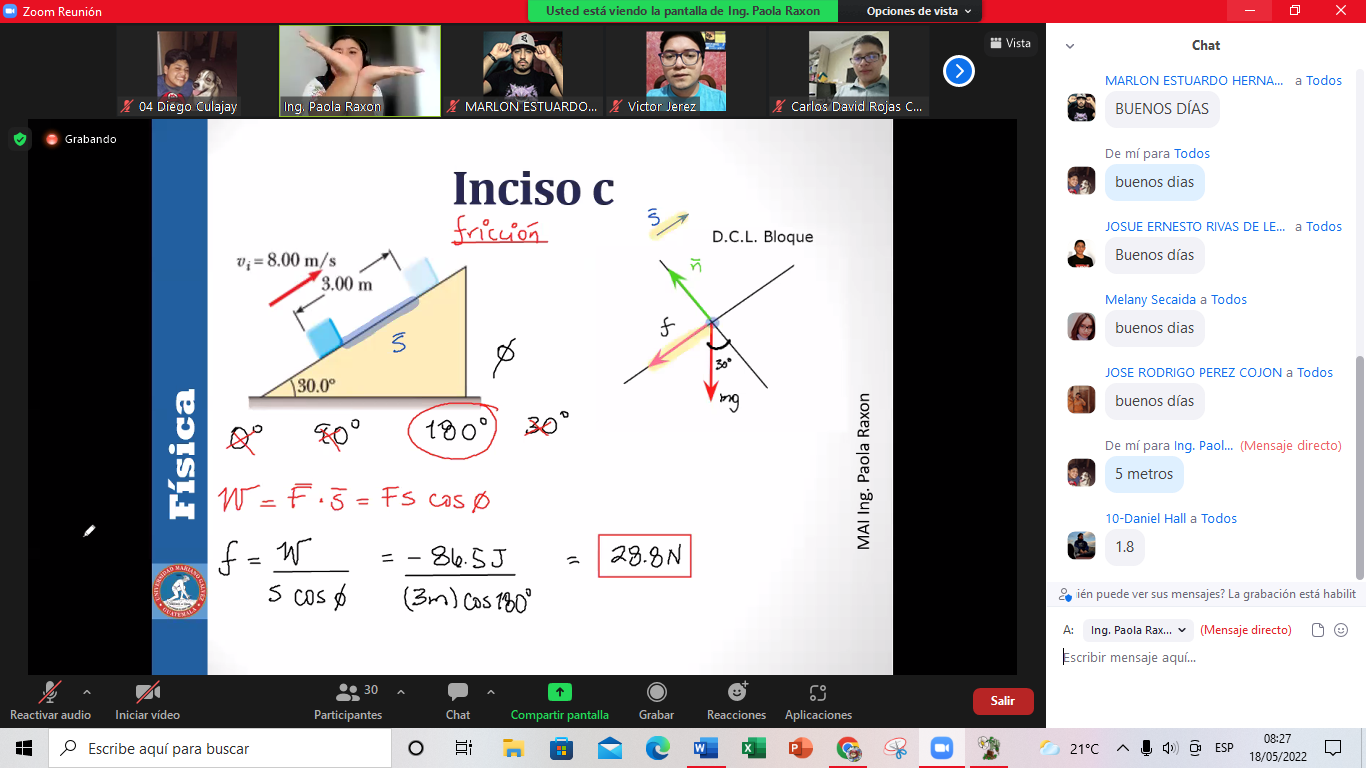 Zoom Reunión
Usted está viendo la pantalla de Ing. Paola Raxon
Opciones de vista
04 Diego Culajay
Ing. Paola Raxon
MARLON ESTUARDO...
Victor Jerez
Carlos David Rojas C...
Vista
Grabando
Inciso c
fricción
D.C.L. Bloque
vi = 8.00 m/s
3.00 m
30.0°
s̄
ø
s̄
n̄
f
30°
mg
0° 90° 180° 30°
W = F̄ · s̄ = Fs cos ø
f = W / s cos ø = -86.5J / (3m) cos 180° = 28.8N
Física
UNIVERSIDAD MARIANO GALVEZ
GUATEMALA
MAI Ing. Paola Raxon
Chat
MARLON ESTUARDO HERNA... a Todos
BUENOS DÍAS
De mí para Todos
buenos dias
JOSUE ERNESTO RIVAS DE LE... a Todos
Buenos días
Melany Secaida a Todos
buenos dias
JOSE RODRIGO PEREZ COJON a Todos
buenos días
De mí para Ing. Paol... (Mensaje directo)
5 metros
10-Daniel Hall a Todos
1.8
ién puede ver sus mensajes? La grabación está habilit
A: Ing. Paola Rax... (Mensaje directo)
Escribir mensaje aquí...
Reactivar audio
Iniciar vídeo
Participantes
30
Chat
Compartir pantalla
Grabar
Reacciones
Aplicaciones
Salir
Escribe aquí para buscar
21°C
ESP
08:27
18/05/2022